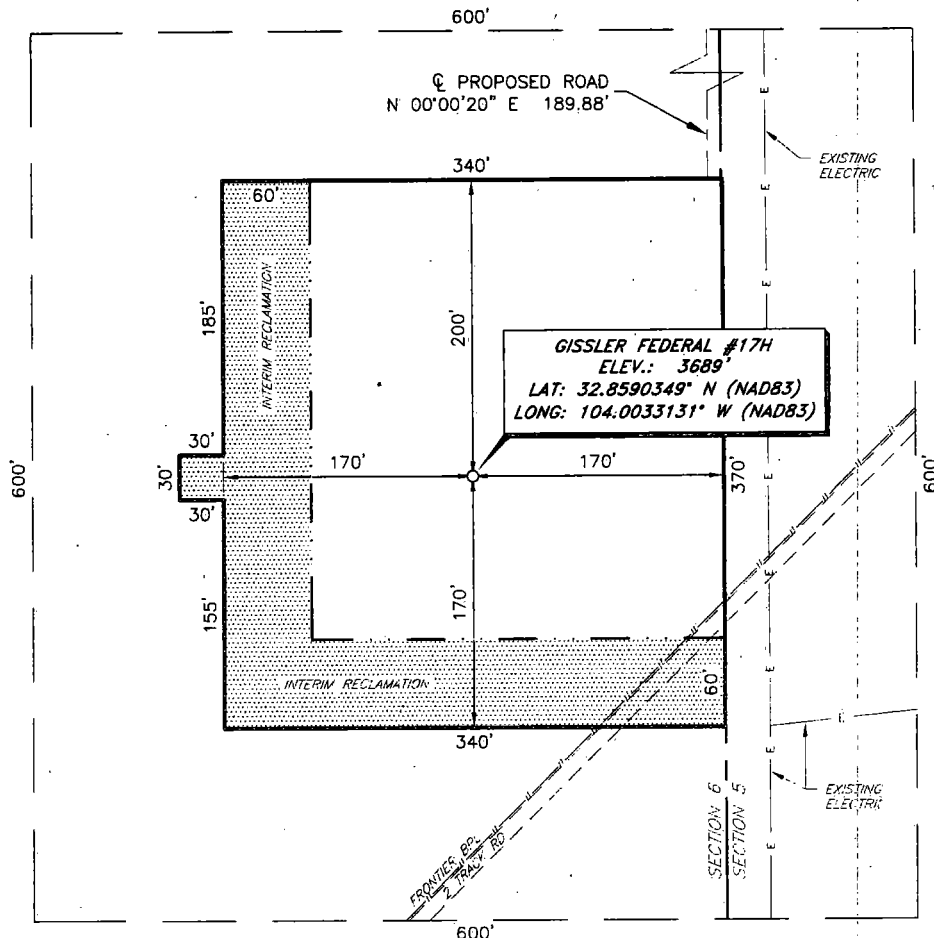 600'
℄ PROPOSED ROAD
N 00°00'20" E 189.88'
E
EXISTING
ELECTRIC
340'
60'
INTERIM RECLAMATION
185'
200'
E
GISSLER FEDERAL #17H
ELEV.: 3689'
LAT: 32.8590349° N (NAD83)
LONG: 104.0033131° W (NAD83)
600'
30'
30'
30'
170'
170'
370'
600'
E
E
155'
170'
INTERIM RECLAMATION
60'
E
E
340'
EXISTING
ELECTRIC
E
SECTION 6
SECTION 5
FRONTIER BPL
2 TRACK RD
E
600'